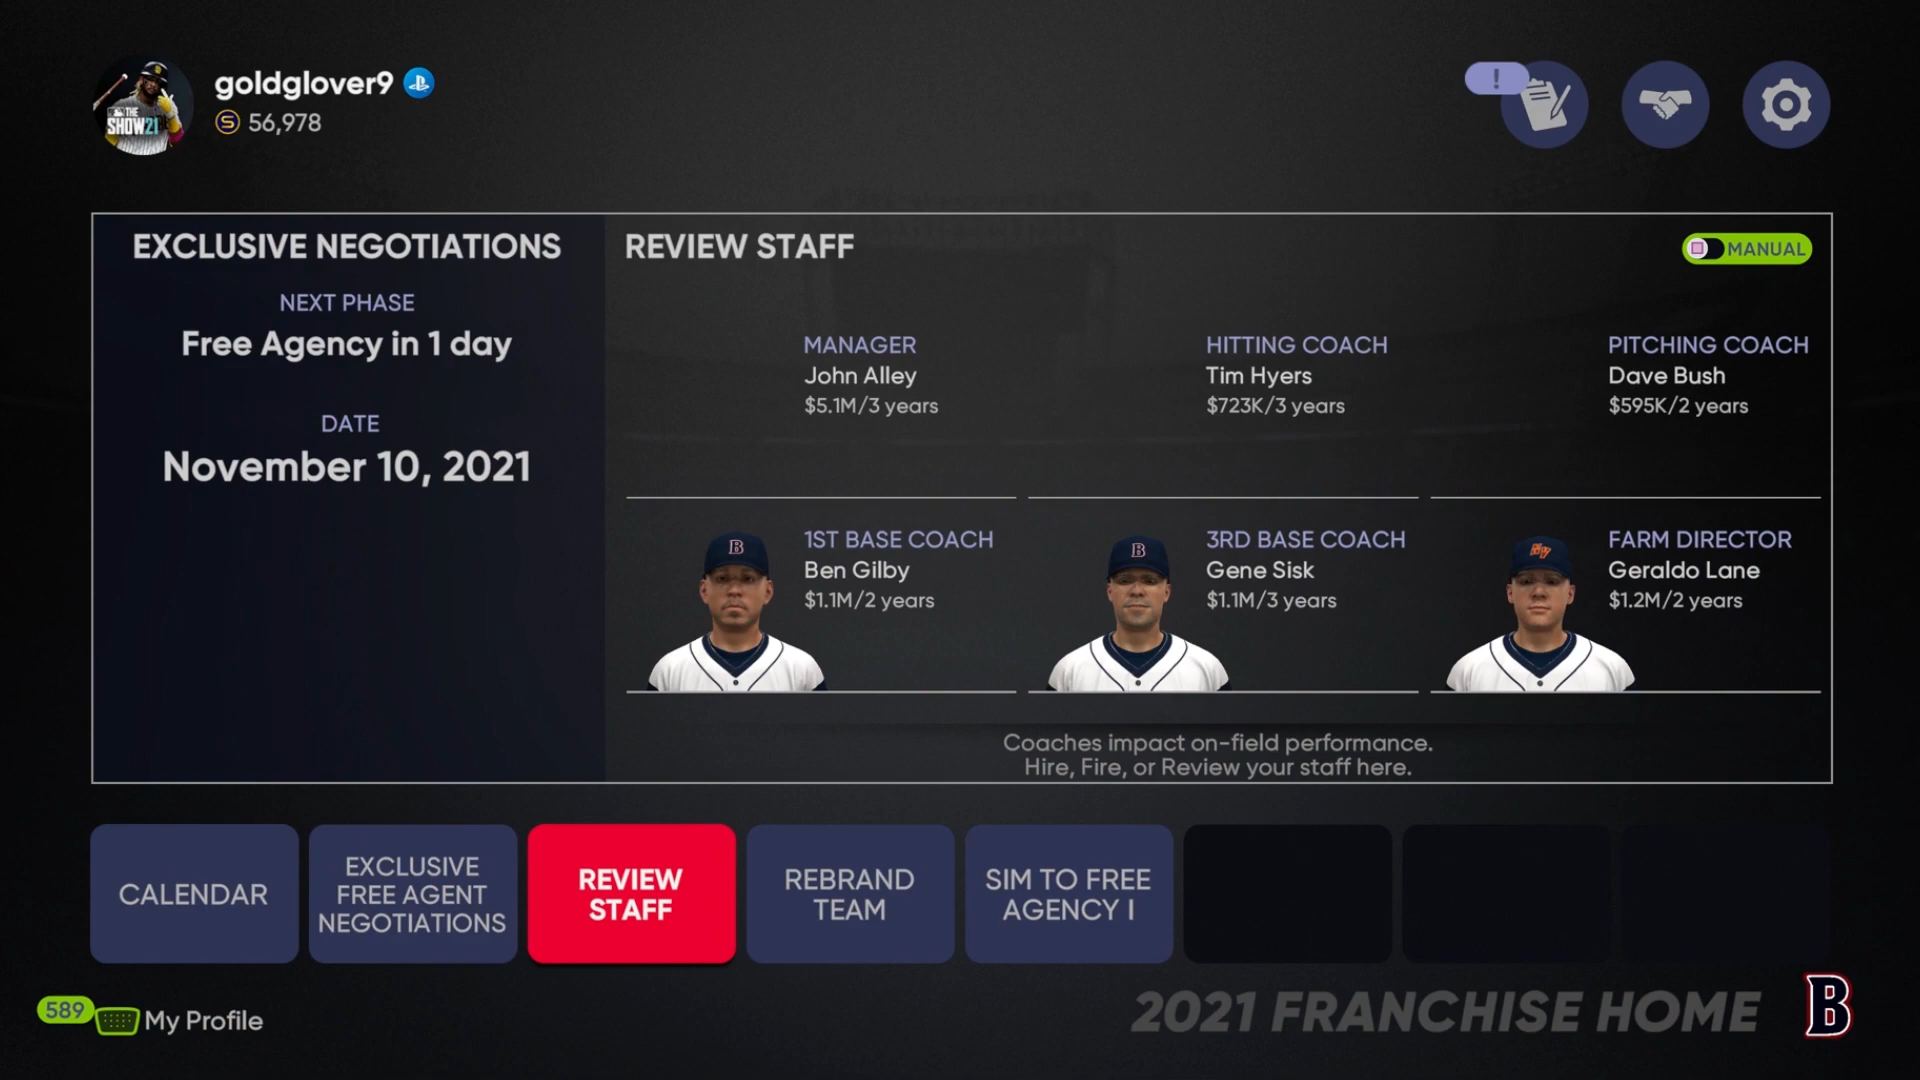 goldglover9
56,978
THE
SHOW21
!
EXCLUSIVE NEGOTIATIONS
NEXT PHASE
Free Agency in 1 day
DATE
November 10, 2021
REVIEW STAFF
MANUAL
MANAGER
John Alley
$5.1M/3 years
HITTING COACH
Tim Hyers
$723K/3 years
PITCHING COACH
Dave Bush
$595K/2 years
1ST BASE COACH
Ben Gilby
$1.1M/2 years
3RD BASE COACH
Gene Sisk
$1.1M/3 years
FARM DIRECTOR
Geraldo Lane
$1.2M/2 years
Coaches impact on-field performance.
Hire, Fire, or Review your staff here.
CALENDAR
EXCLUSIVE
FREE AGENT
NEGOTIATIONS
REVIEW
STAFF
REBRAND
TEAM
SIM TO FREE
AGENCY I
589
My Profile
2021 FRANCHISE HOME
B